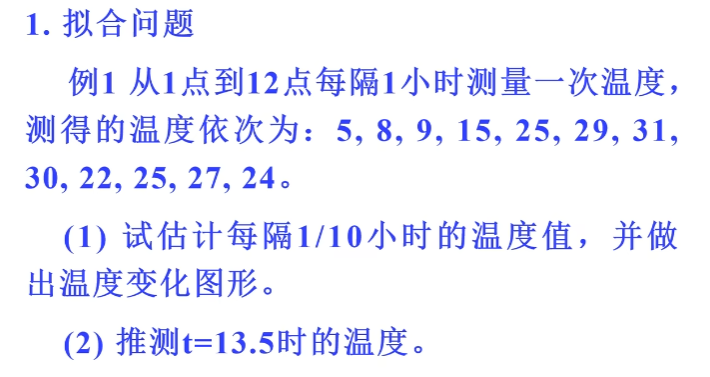 1. 拟合问题
例1 从1点到12点每隔1小时测量一次温度，
测得的温度依次为：5, 8, 9, 15, 25, 29, 31,
30, 22, 25, 27, 24。
(1) 试估计每隔1/10小时的温度值，并做
出温度变化图形。
(2) 推测t=13.5时的温度。